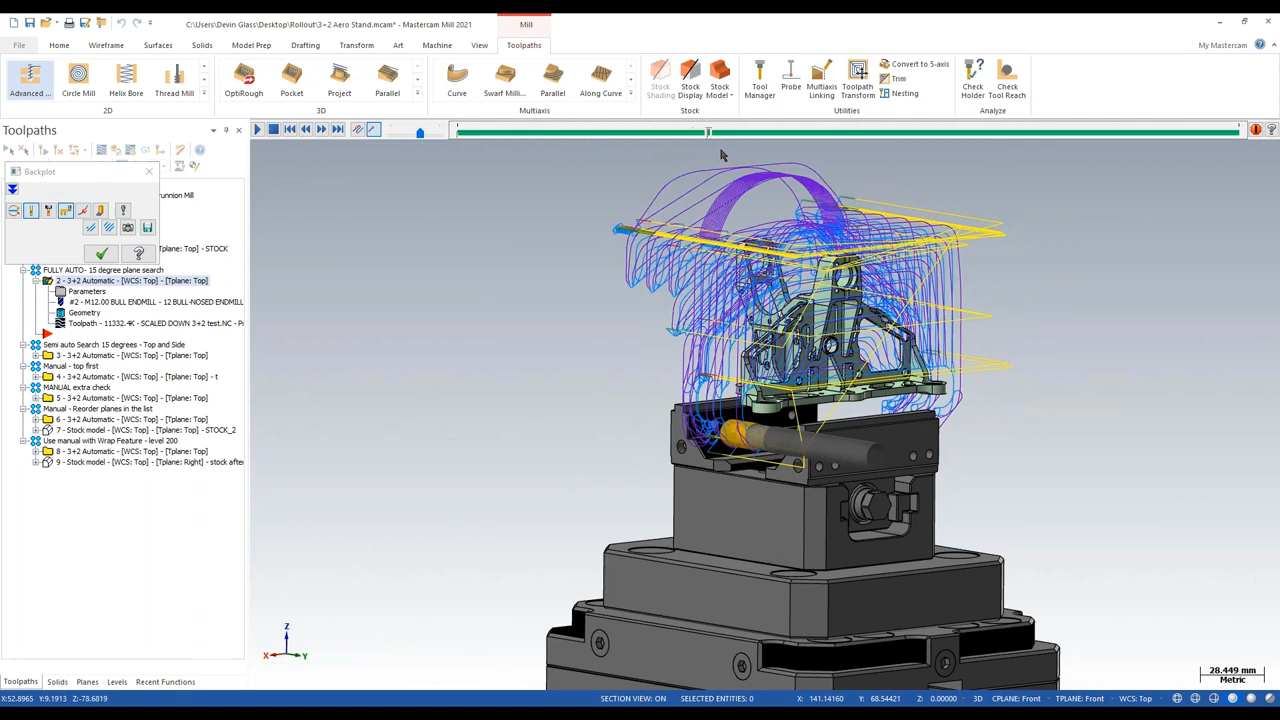 C:\Users\Devin Glass\Desktop\Rollout\3+2 Aero Stand.mcam* - Mastercam Mill 2021
Mill
File Home Wireframe Surfaces Solids Model Prep Drafting Transform Art Machine View Toolpaths My Mastercam
Advanced ... Circle Mill Helix Bore Thread Mill
2D
OptiRough Pocket Project Parallel
3D
Curve Swarf Milli... Parallel Along Curve
Multiaxis
Stock Shading Stock Display Stock Model
Stock
Tool Manager Probe Multiaxis Linking Toolpath Transform Convert to 5-axis Trim Nesting
Utilities
Check Holder Check Tool Reach
Analyze
Toolpaths
G1
Backplot
runnion Mill
Tplane: Top] - STOCK
FULLY AUTO- 15 degree plane search
2 - 3+2 Automatic - [WCS: Top] - [Tplane: Top]
Parameters
#2 - M12.00 BULL ENDMILL - 12 BULL-NOSED ENDMILL
Geometry
Toolpath - 11332.4K - SCALED DOWN 3+2 test.NC - P
Semi auto Search 15 degrees - Top and Side
3 - 3+2 Automatic - [WCS: Top] - [Tplane: Top]
Manual - top first
4 - 3+2 Automatic - [WCS: Top] - [Tplane: Top] - t
MANUAL extra check
5 - 3+2 Automatic - [WCS: Top] - [Tplane: Top]
Manual - Reorder planes in the list
6 - 3+2 Automatic - [WCS: Top] - [Tplane: Top]
7 - Stock model - [WCS: Top] - [Tplane: Top] - STOCK_2
Use manual with Wrap Feature - level 200
8 - 3+2 Automatic - [WCS: Top] - [Tplane: Top]
9 - Stock model - [WCS: Top] - [Tplane: Right] - stock afte
Z
X Y
28.449 mm
Metric
Toolpaths Solids Planes Levels Recent Functions
X:52.8965 Y:9.1913 Z:-78.6819 SECTION VIEW: ON SELECTED ENTITIES: 0 X: 141.14160 Y: 68.54421 Z: 0.00000 3D CPLANE: Front TPLANE: Front WCS: Top